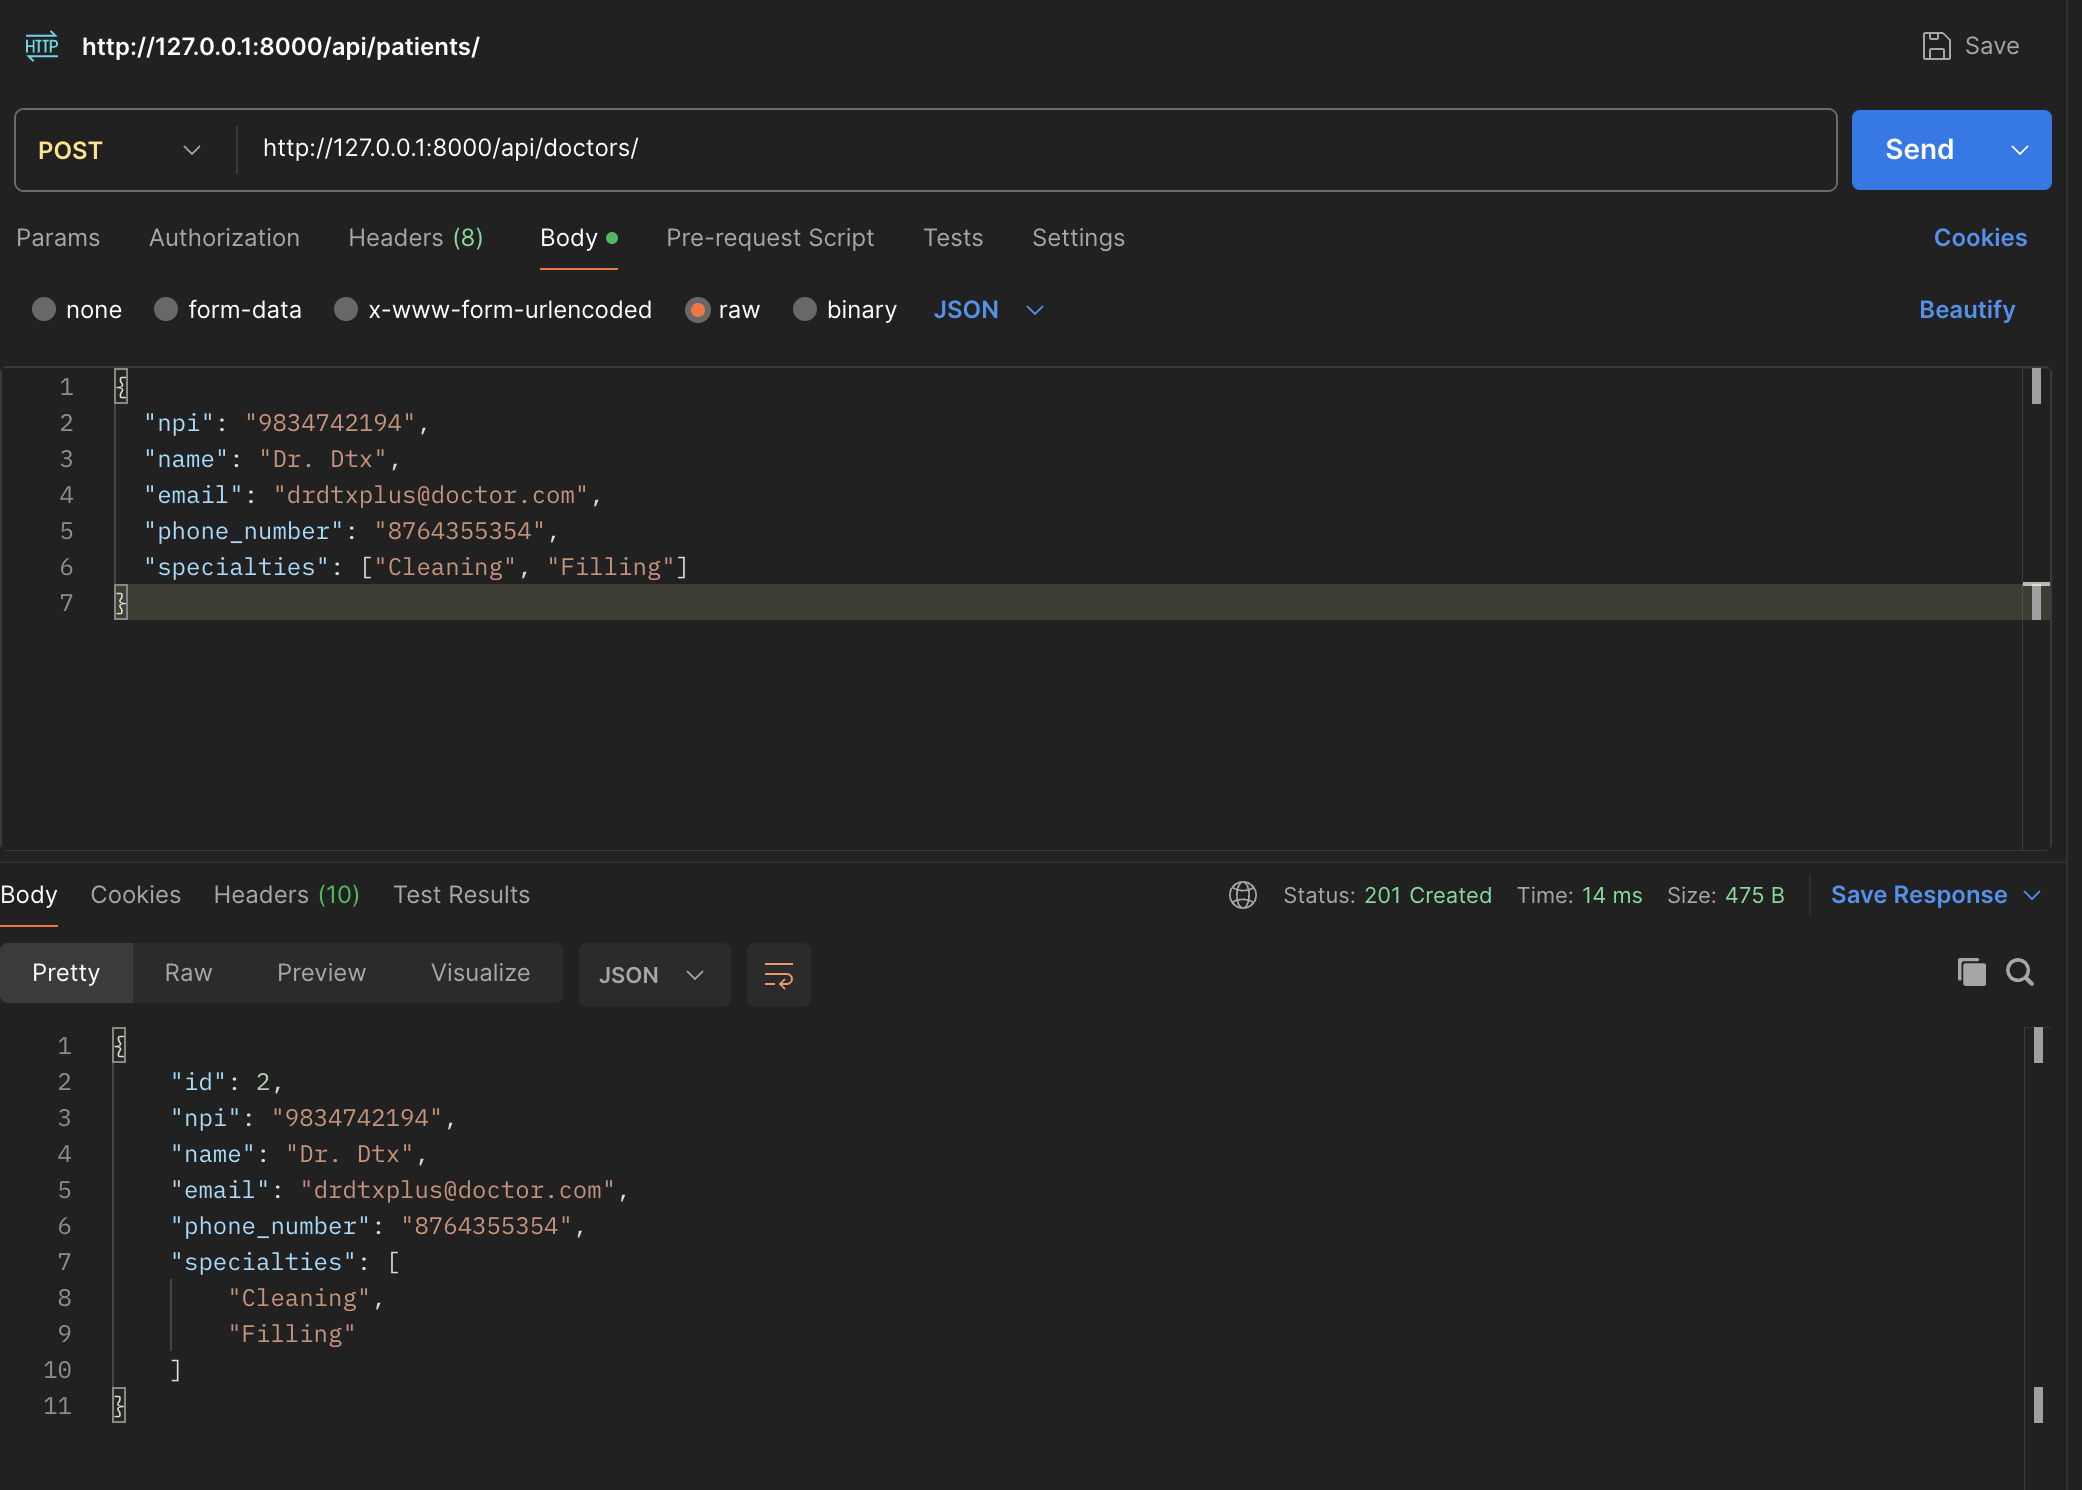 HTTP http://127.0.0.1:8000/api/patients/ Save
POST http://127.0.0.1:8000/api/doctors/ Send
Params Authorization Headers (8) Body Pre-request Script Tests Settings Cookies
none form-data x-www-form-urlencoded raw binary JSON Beautify
1 {
2 "npi": "9834742194",
3 "name": "Dr. Dtx",
4 "email": "drdtxplus@doctor.com",
5 "phone_number": "8764355354",
6 "specialties": ["Cleaning", "Filling"]
7 }
Body Cookies Headers (10) Test Results Status: 201 Created Time: 14 ms Size: 475 B Save Response
Pretty Raw Preview Visualize JSON
1 {
2 "id": 2,
3 "npi": "9834742194",
4 "name": "Dr. Dtx",
5 "email": "drdtxplus@doctor.com",
6 "phone_number": "8764355354",
7 "specialties": [
8 "Cleaning",
9 "Filling"
10 ]
11 }